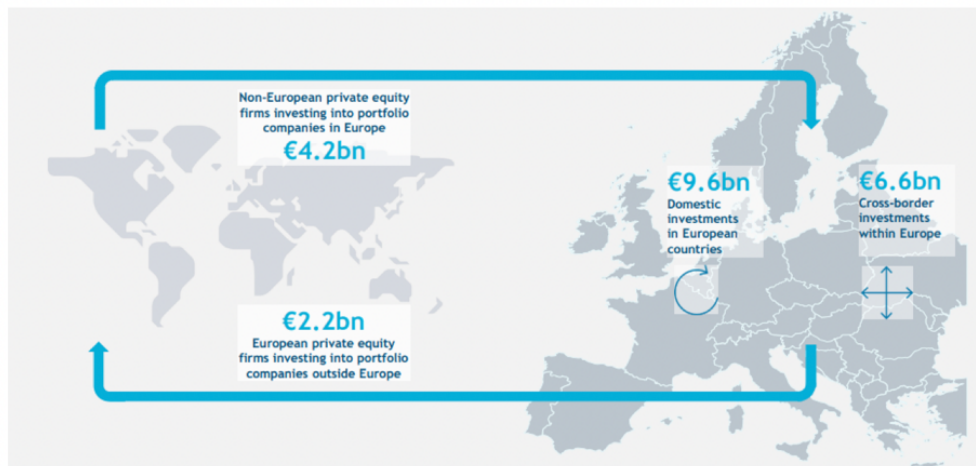 Non-European private equity
firms investing into portfolio
companies in Europe
€4.2bn
€2.2bn
European private equity
firms investing into portfolio
companies outside Europe
€9.6bn
Domestic
investments
in European
countries
€6.6bn
Cross-border
investments
within Europe